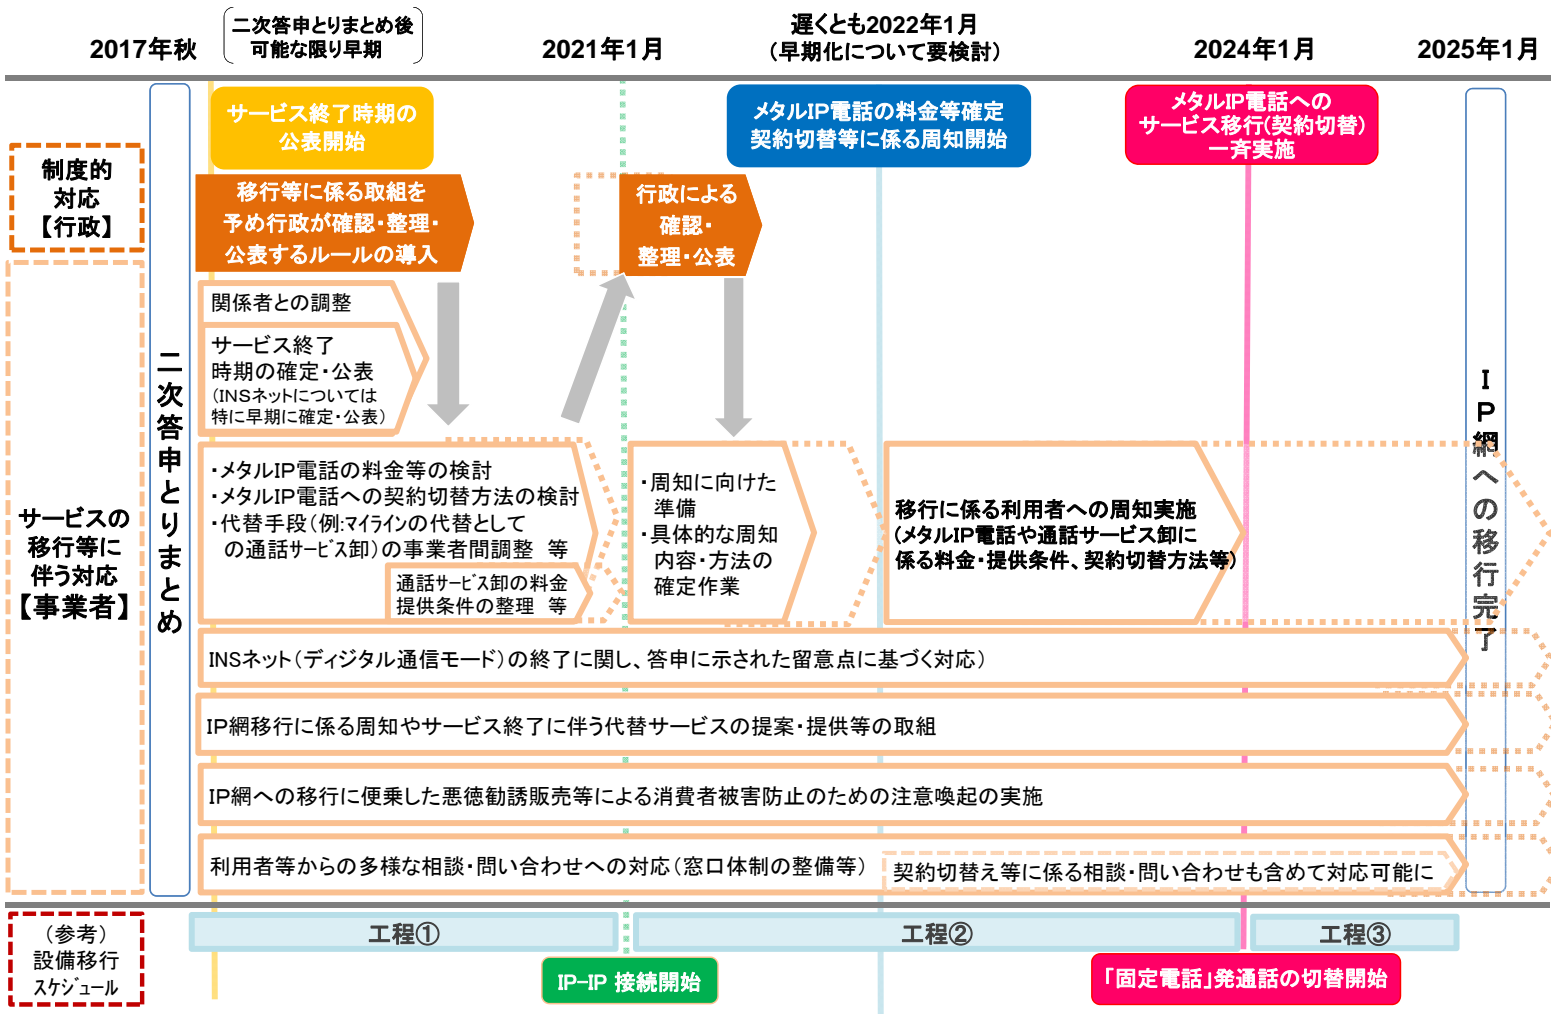 2017年秋
二次答申とりまとめ後
可能な限り早期
2021年1月
遅くとも2022年1月
(早期化について要検討)
2024年1月
2025年1月
サービス終了時期の
公表開始
メタルIP電話の料金等確定
契約切替等に係る周知開始
メタルIP電話への
サービス移行(契約切替)
一斉実施
制度的
対応
【行政】
移行等に係る取組を
予め行政が確認・整理・
公表するルールの導入
行政による
確認・
整理・公表
サービスの
移行等に
伴う対応
【事業者】
二次答申とりまとめ
関係者との調整
サービス終了
時期の確定・公表
(INSネットについては
特に早期に確定・公表)
・メタルIP電話の料金等の検討
・メタルIP電話への契約切替方法の検討
・代替手段(例:マイラインの代替として
の通話サービス卸)の事業者間調整 等
通話サービス卸の料金
提供条件の整理 等
・周知に向けた
準備
・具体的な周知
内容・方法の
確定作業
移行に係る利用者への周知実施
(メタルIP電話や通話サービス卸に
係る料金・提供条件、契約切替方法等)
IP網への移行完了
INSネット(ディジタル通信モード)の終了に関し、答申に示された留意点に基づく対応)
IP網移行に係る周知やサービス終了に伴う代替サービスの提案・提供等の取組
IP網への移行に便乗した悪徳勧誘販売等による消費者被害防止のための注意喚起の実施
利用者等からの多様な相談・問い合わせへの対応(窓口体制の整備等)
契約切替え等に係る相談・問い合わせも含めて対応可能に
(参考)
設備移行
スケジュール
工程①
工程②
工程③
IP-IP 接続開始
「固定電話」発通話の切替開始